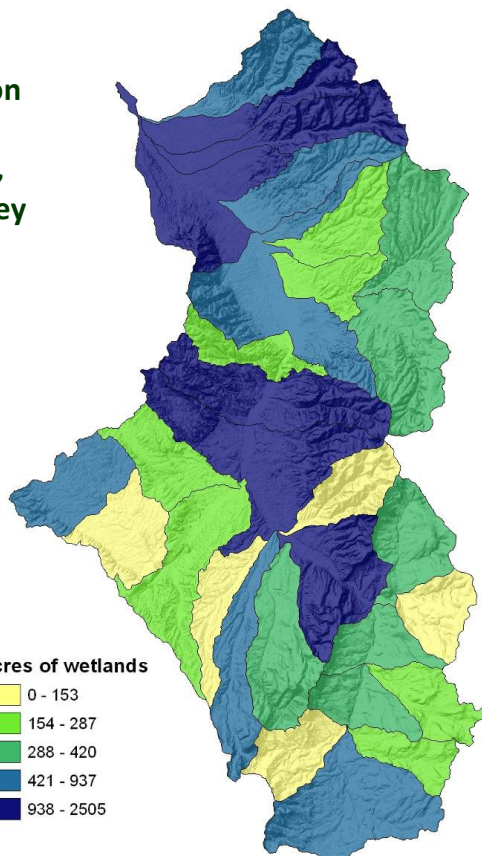 on
,
ey
cres of wetlands
0 - 153
154 - 287
288 - 420
421 - 937
938 - 2505